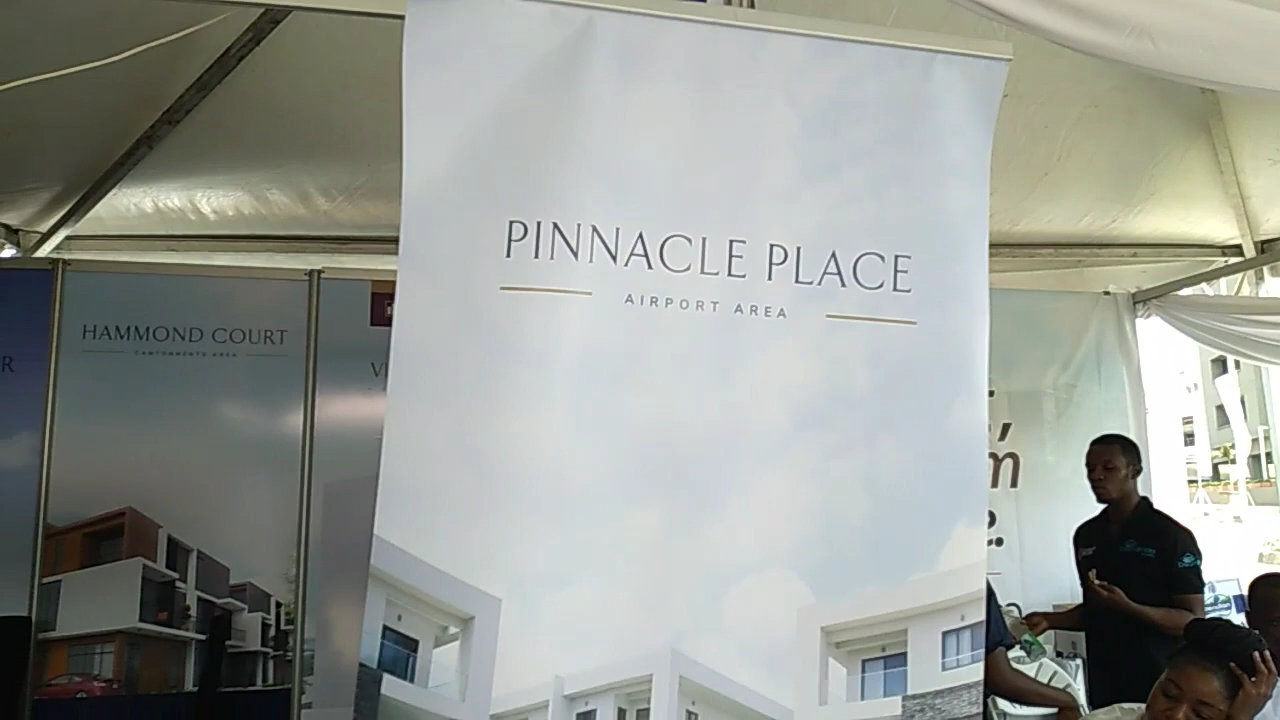 PINNACLE PLACE
AIRPORT AREA
HAMMOND COURT
CANTONMENTS AREA
R
V
m